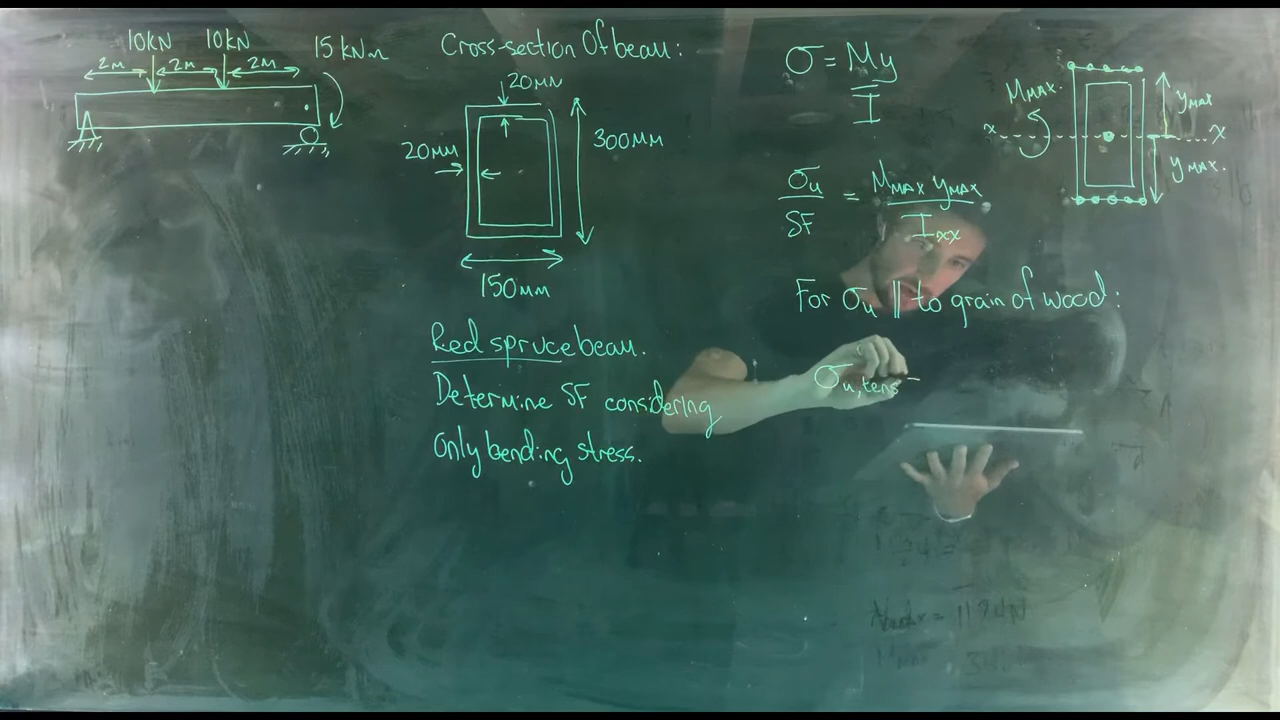 10kN 10kN 15 kNm
2m 2m 2m
Cross-section Of beam:
20mm
20mm
300mm
150mm
Red spruce beam.
Determine SF considering
Only bending stress.
σ = My
I
σu = MMAX yMAX
SF Ixx
MMAX.
yMAX
x x
yMAX.
For σu || to grain of wood:
σu,tens